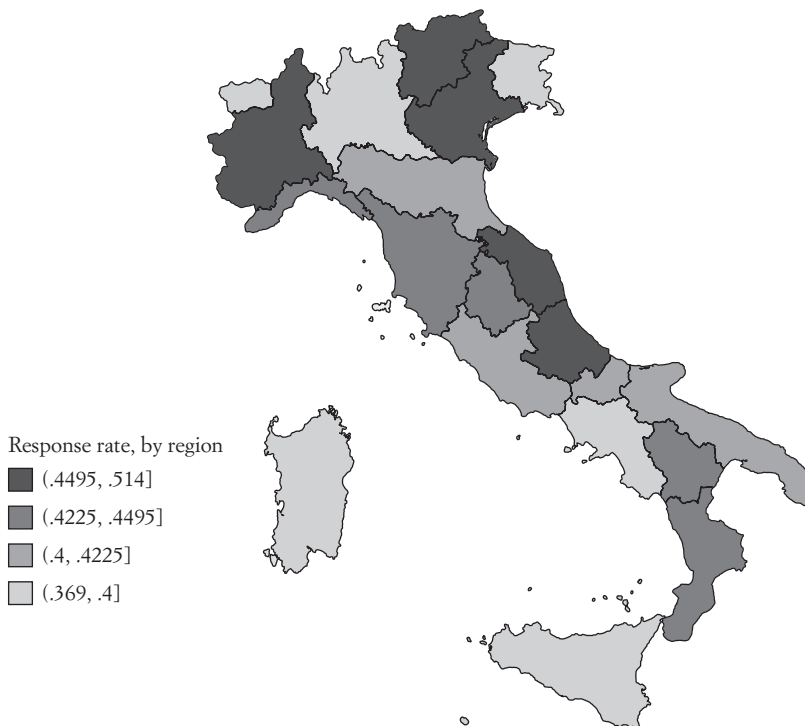 Response rate, by region
(.4495, .514]
(.4225, .4495]
(.4, .4225]
(.369, .4]